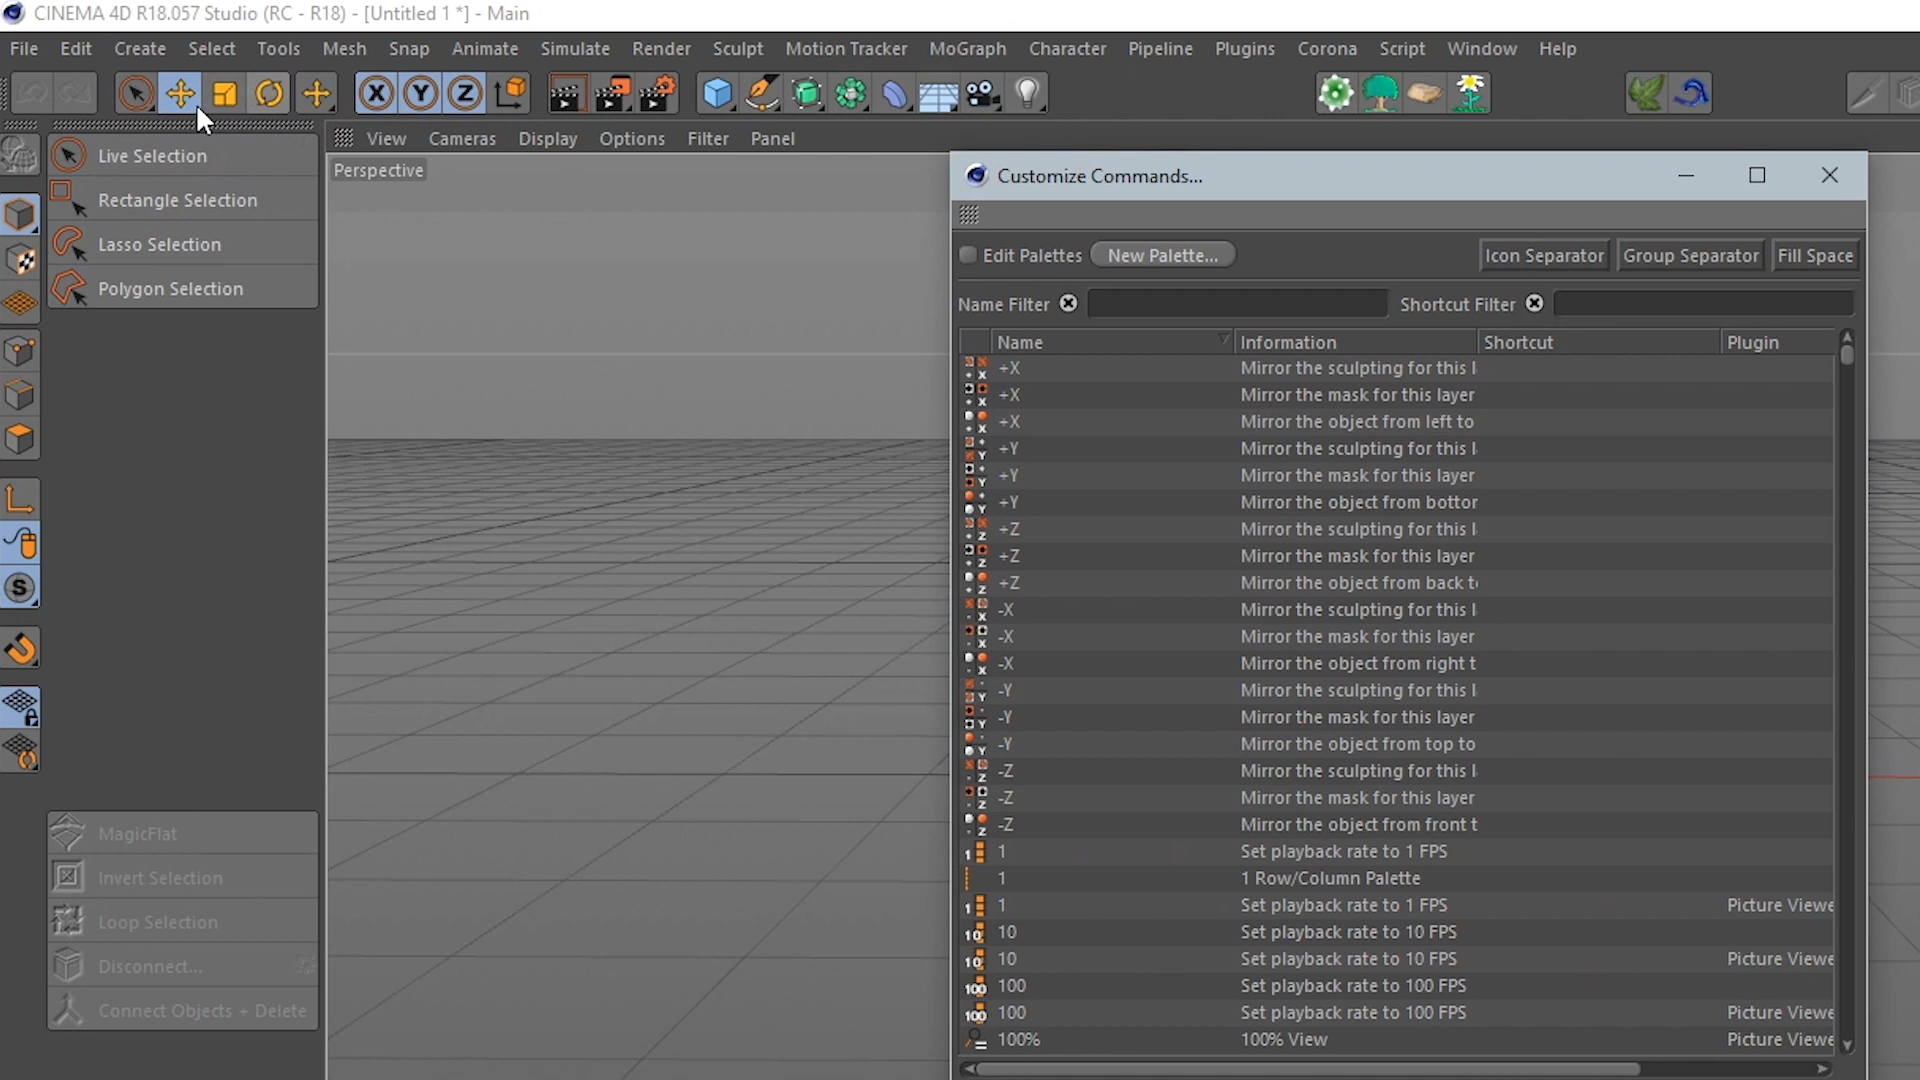 CINEMA 4D R18.057 Studio (RC - R18) - [Untitled 1 *] - Main
File Edit Create Select Tools Mesh Snap Animate Simulate Render Sculpt Motion Tracker MoGraph Character Pipeline Plugins Corona Script Window Help
X Y Z
View Cameras Display Options Filter Panel
Perspective
Live Selection
Rectangle Selection
Lasso Selection
Polygon Selection
S
MagicFlat
Invert Selection
Loop Selection
Disconnect...
Connect Objects + Delete
Customize Commands...
Edit Palettes New Palette... Icon Separator Group Separator Fill Space
Name Filter Shortcut Filter
Name Information Shortcut Plugin
+X Mirror the sculpting for this l
+X Mirror the mask for this layer
+X Mirror the object from left to
+Y Mirror the sculpting for this l
+Y Mirror the mask for this layer
+Y Mirror the object from bottor
+Z Mirror the sculpting for this l
+Z Mirror the mask for this layer
+Z Mirror the object from back t
-X Mirror the sculpting for this l
-X Mirror the mask for this layer
-X Mirror the object from right t
-Y Mirror the sculpting for this l
-Y Mirror the mask for this layer
-Y Mirror the object from top to
-Z Mirror the sculpting for this l
-Z Mirror the mask for this layer
-Z Mirror the object from front t
1 1 Set playback rate to 1 FPS
1 1 Row/Column Palette
1 1 Set playback rate to 1 FPS Picture Viewe
10 10 Set playback rate to 10 FPS
10 10 Set playback rate to 10 FPS Picture Viewe
100 100 Set playback rate to 100 FPS
100 100 Set playback rate to 100 FPS Picture Viewe
100% 100% View Picture Viewe